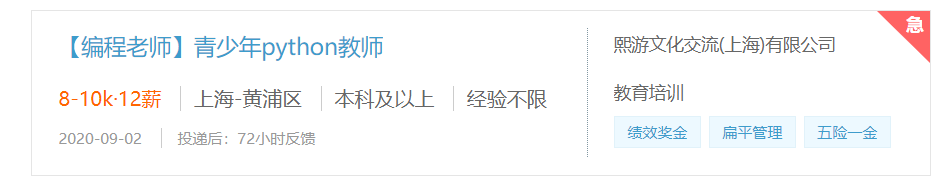 【编程老师】青少年python教师
8-10k·12薪 上海-黄浦区 本科及以上 经验不限
2020-09-02 投递后：72小时反馈
熙游文化交流(上海)有限公司
教育培训
绩效奖金 扁平管理 五险一金
急